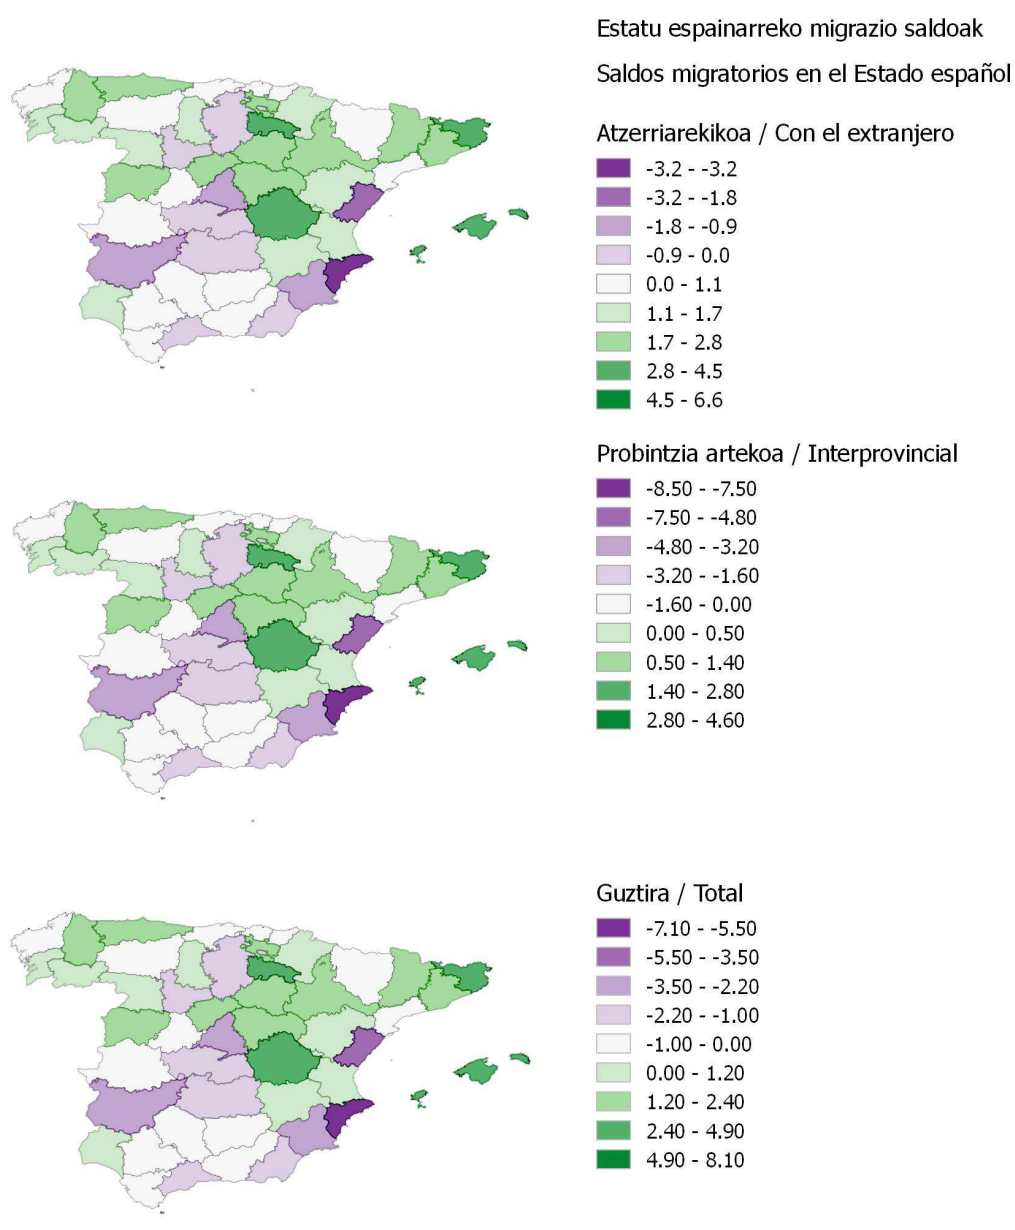 Estatu espainarreko migrazio saldoak
Saldos migratorios en el Estado español
Atzerriarekikoa / Con el extranjero
-3.2 - -3.2
-3.2 - -1.8
-1.8 - -0.9
-0.9 - 0.0
0.0 - 1.1
1.1 - 1.7
1.7 - 2.8
2.8 - 4.5
4.5 - 6.6
Probintzia artekoa / Interprovincial
-8.50 - -7.50
-7.50 - -4.80
-4.80 - -3.20
-3.20 - -1.60
-1.60 - 0.00
0.00 - 0.50
0.50 - 1.40
1.40 - 2.80
2.80 - 4.60
Guztira / Total
-7.10 - -5.50
-5.50 - -3.50
-3.50 - -2.20
-2.20 - -1.00
-1.00 - 0.00
0.00 - 1.20
1.20 - 2.40
2.40 - 4.90
4.90 - 8.10